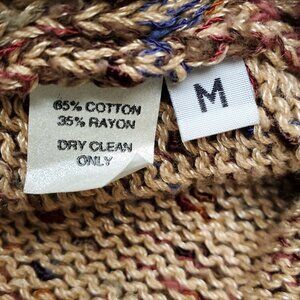 65% COTTON
35% RAYON
DRY CLEAN
ONLY
M